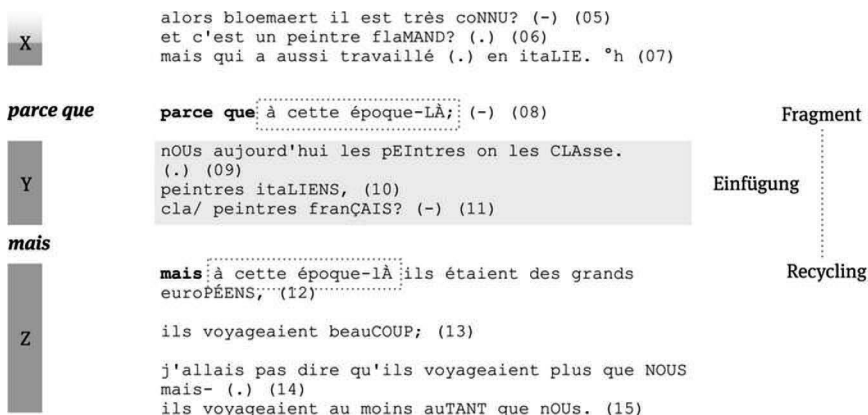 alors bloemaert il est très coNNU? (-) (05)
et c'est un peintre flaMAND? (.) (06)
X
mais qui a aussi travaillé (.) en itaLIE. °h (07)
parce que
parce que à cette époque-LÀ; (-) (08)
Fragment
nOUs aujourd'hui les pEIntres on les CLAsse.
(.) (09)
Y
Einfügung
peintres itaLIENS, (10)
cla/ peintres franÇAIS? (-) (11)
mais
mais à cette époque-lÀ ils étaient des grands
Recycling
euroPÉENS, (12)
ils voyageaient beauCOUP; (13)
Z
j'allais pas dire qu'ils voyageaient plus que NOUS
mais- (.) (14)
ils voyageaient au moins auTANT que nOUs. (15)